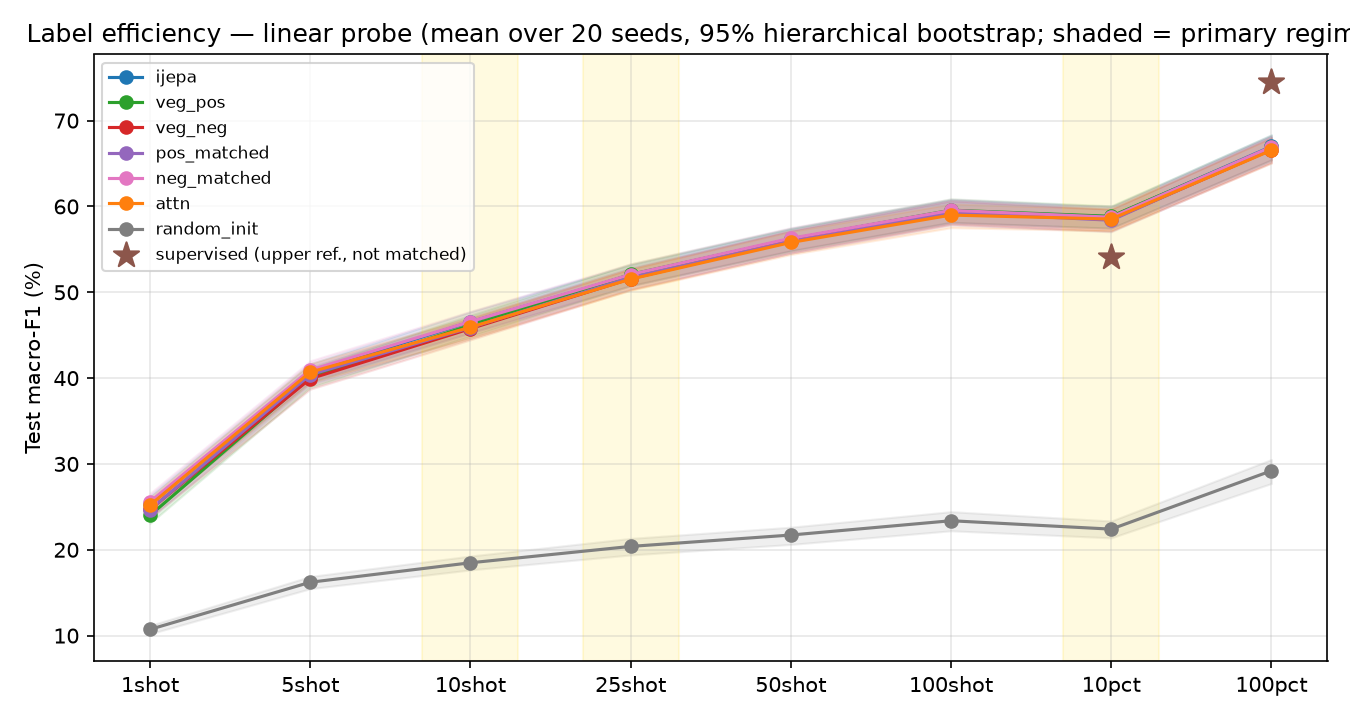 Label efficiency — linear probe (mean over 20 seeds, 95% hierarchical bootstrap; shaded = primary regim
ijepa
veg_pos
veg_neg
pos_matched
neg_matched
attn
random_init
supervised (upper ref., not matched)
Test macro-F1 (%)
70
60
50
40
30
20
10
1shot 5shot 10shot 25shot 50shot 100shot 10pct 100pct